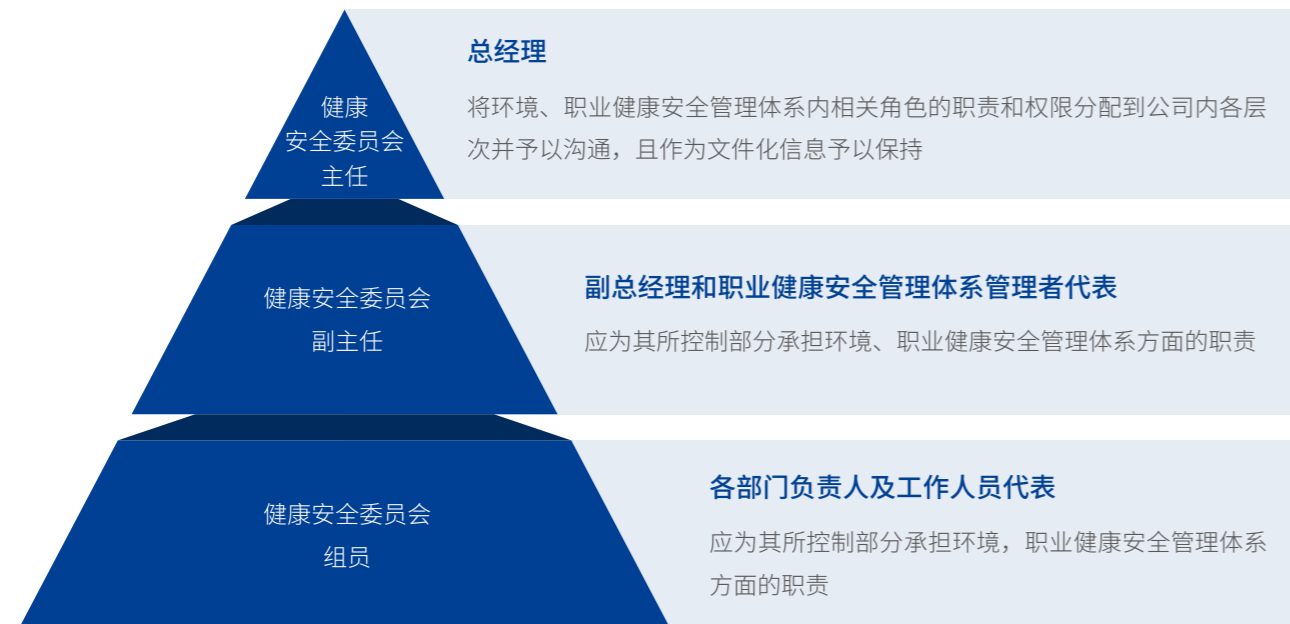 健康
安全委员会
主任
总经理
将环境、职业健康安全管理体系内相关角色的职责和权限分配到公司内各层
次并予以沟通，且作为文件化信息予以保持
健康安全委员会
副主任
副总经理和职业健康安全管理体系管理者代表
应为其所控制部分承担环境、职业健康安全管理体系方面的职责
健康安全委员会
组员
各部门负责人及工作人员代表
应为其所控制部分承担环境，职业健康安全管理体系
方面的职责